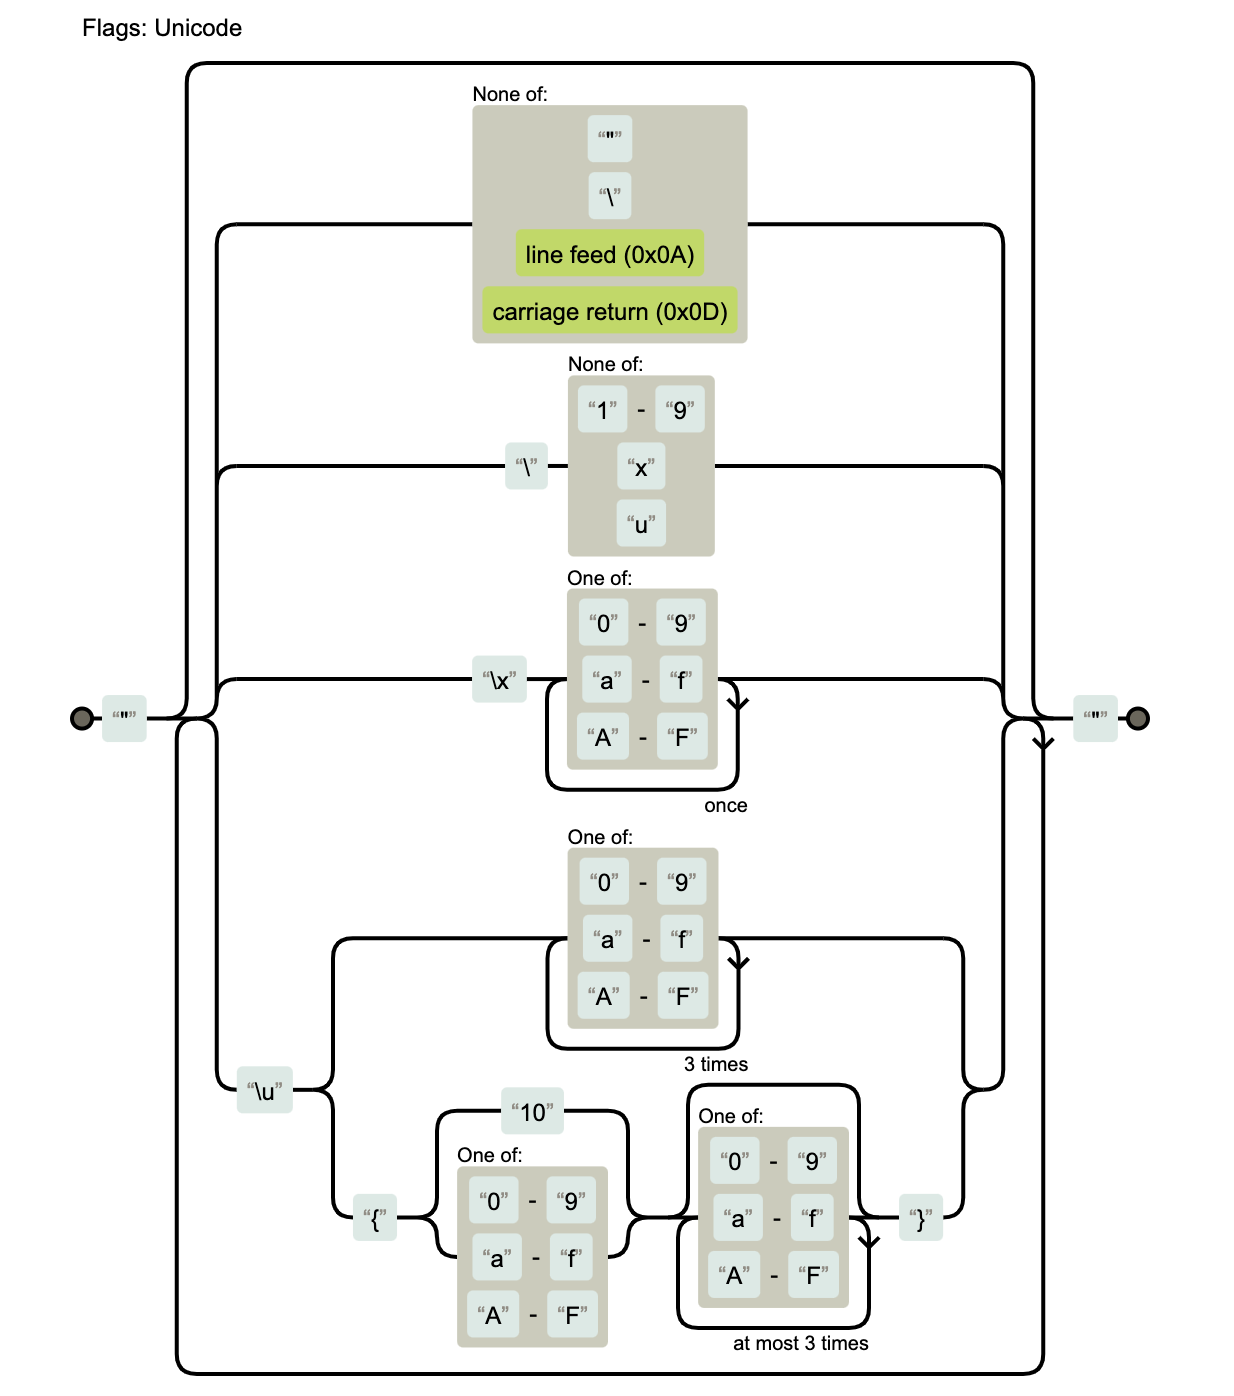 Flags: Unicode
None of:
“"”
“\”
line feed (0x0A)
carriage return (0x0D)
None of:
“1” - “9”
“\”
“x”
“u”
One of:
“0” - “9”
“\x”
“a” - “f”
“"”
“"”
“A” - “F”
once
One of:
“0” - “9”
“a” - “f”
“A” - “F”
3 times
“\u”
“10”
One of:
“0” - “9”
“a” - “f”
“A” - “F”
“{”
One of:
“0” - “9”
“a” - “f”
“A” - “F”
“}”
at most 3 times